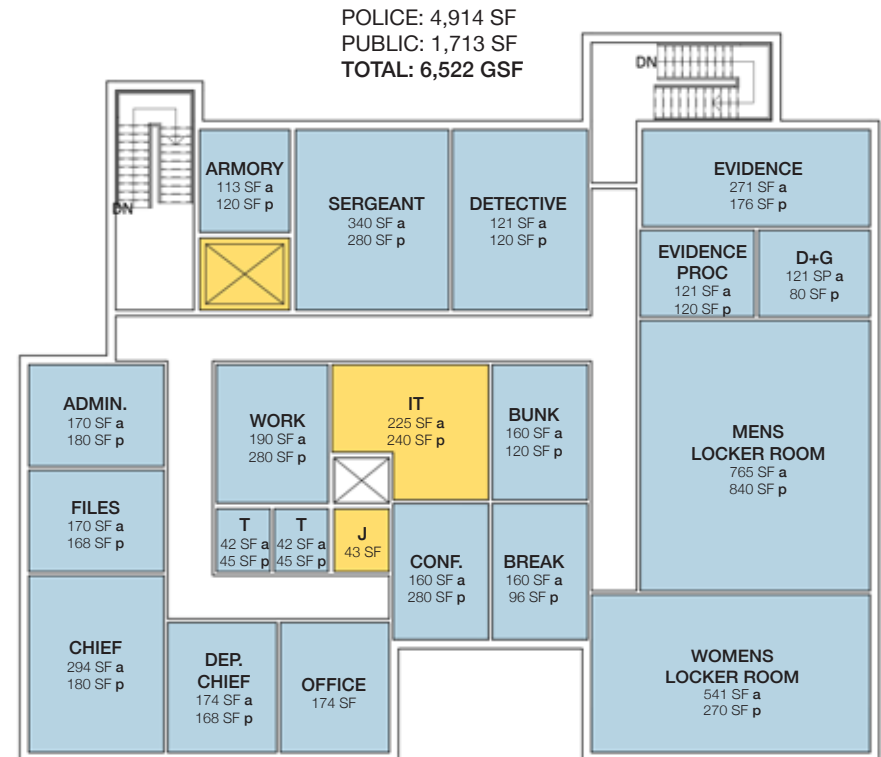 POLICE: 4,914 SF
PUBLIC: 1,713 SF
TOTAL: 6,522 GSF
DN
DN
ARMORY
113 SF a
120 SF p
SERGEANT
340 SF a
280 SF p
DETECTIVE
121 SF a
120 SF p
EVIDENCE
271 SF a
176 SF p
EVIDENCE
PROC
121 SF a
120 SF p
D+G
121 SP a
80 SF p
ADMIN.
170 SF a
180 SF p
WORK
190 SF a
280 SF p
IT
225 SF a
240 SF p
BUNK
160 SF a
120 SF p
MENS
LOCKER ROOM
765 SF a
840 SF p
FILES
170 SF a
168 SF p
T
42 SF a
45 SF p
T
42 SF a
45 SF p
J
43 SF
CONF.
160 SF a
280 SF p
BREAK
160 SF a
96 SF p
CHIEF
294 SF a
180 SF p
DEP.
CHIEF
174 SF a
168 SF p
OFFICE
174 SF
WOMENS
LOCKER ROOM
541 SF a
270 SF p